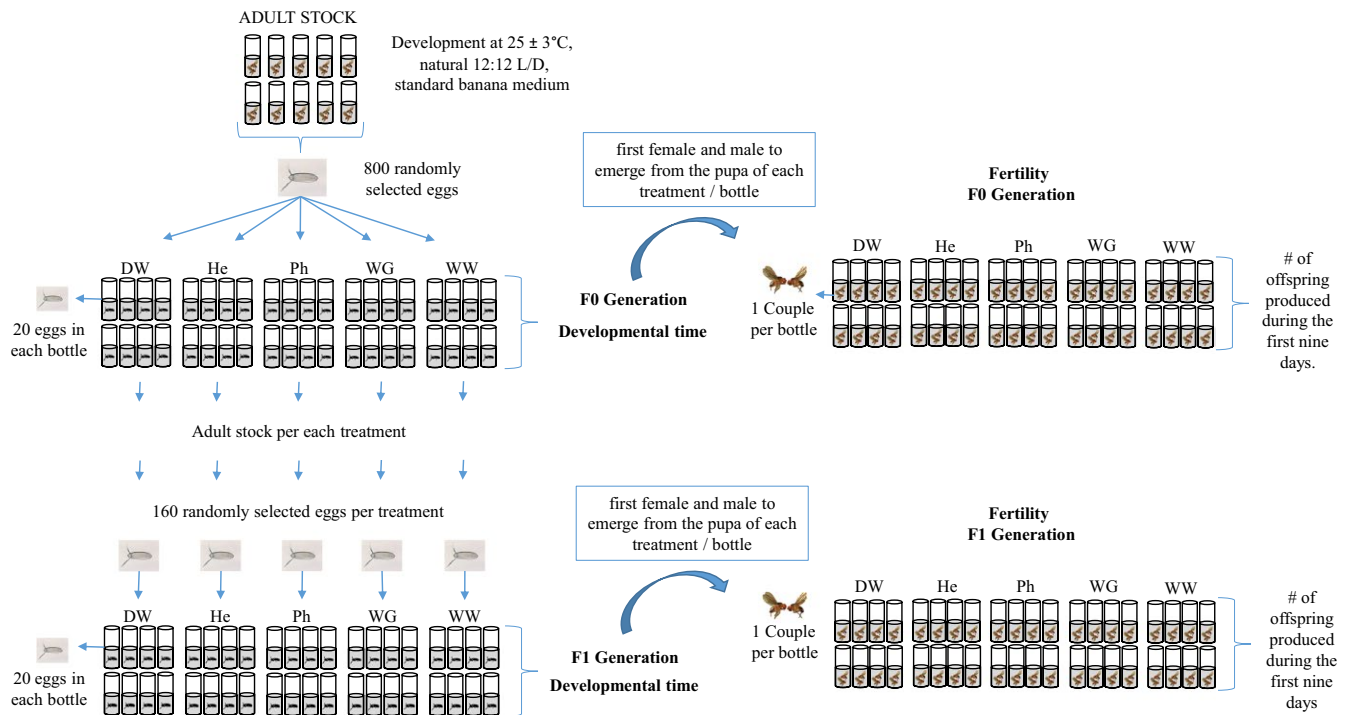 ADULT STOCK
Development at 25 ± 3°C,
natural 12:12 L/D,
standard banana medium
800 randomly
selected eggs
first female and male to
emerge from the pupa of each
treatment / bottle
Fertility
F0 Generation
DW He Ph WG WW
20 eggs in
each bottle
F0 Generation
Developmental time
1 Couple
per bottle
DW He Ph WG WW
# of
offspring
produced
during the
first nine
days.
Adult stock per each treatment
160 randomly selected eggs per treatment
first female and male to
emerge from the pupa of each
treatment / bottle
Fertility
F1 Generation
DW He Ph WG WW
20 eggs in
each bottle
F1 Generation
Developmental time
1 Couple
per bottle
DW He Ph WG WW
# of
offspring
produced
during the
first nine
days